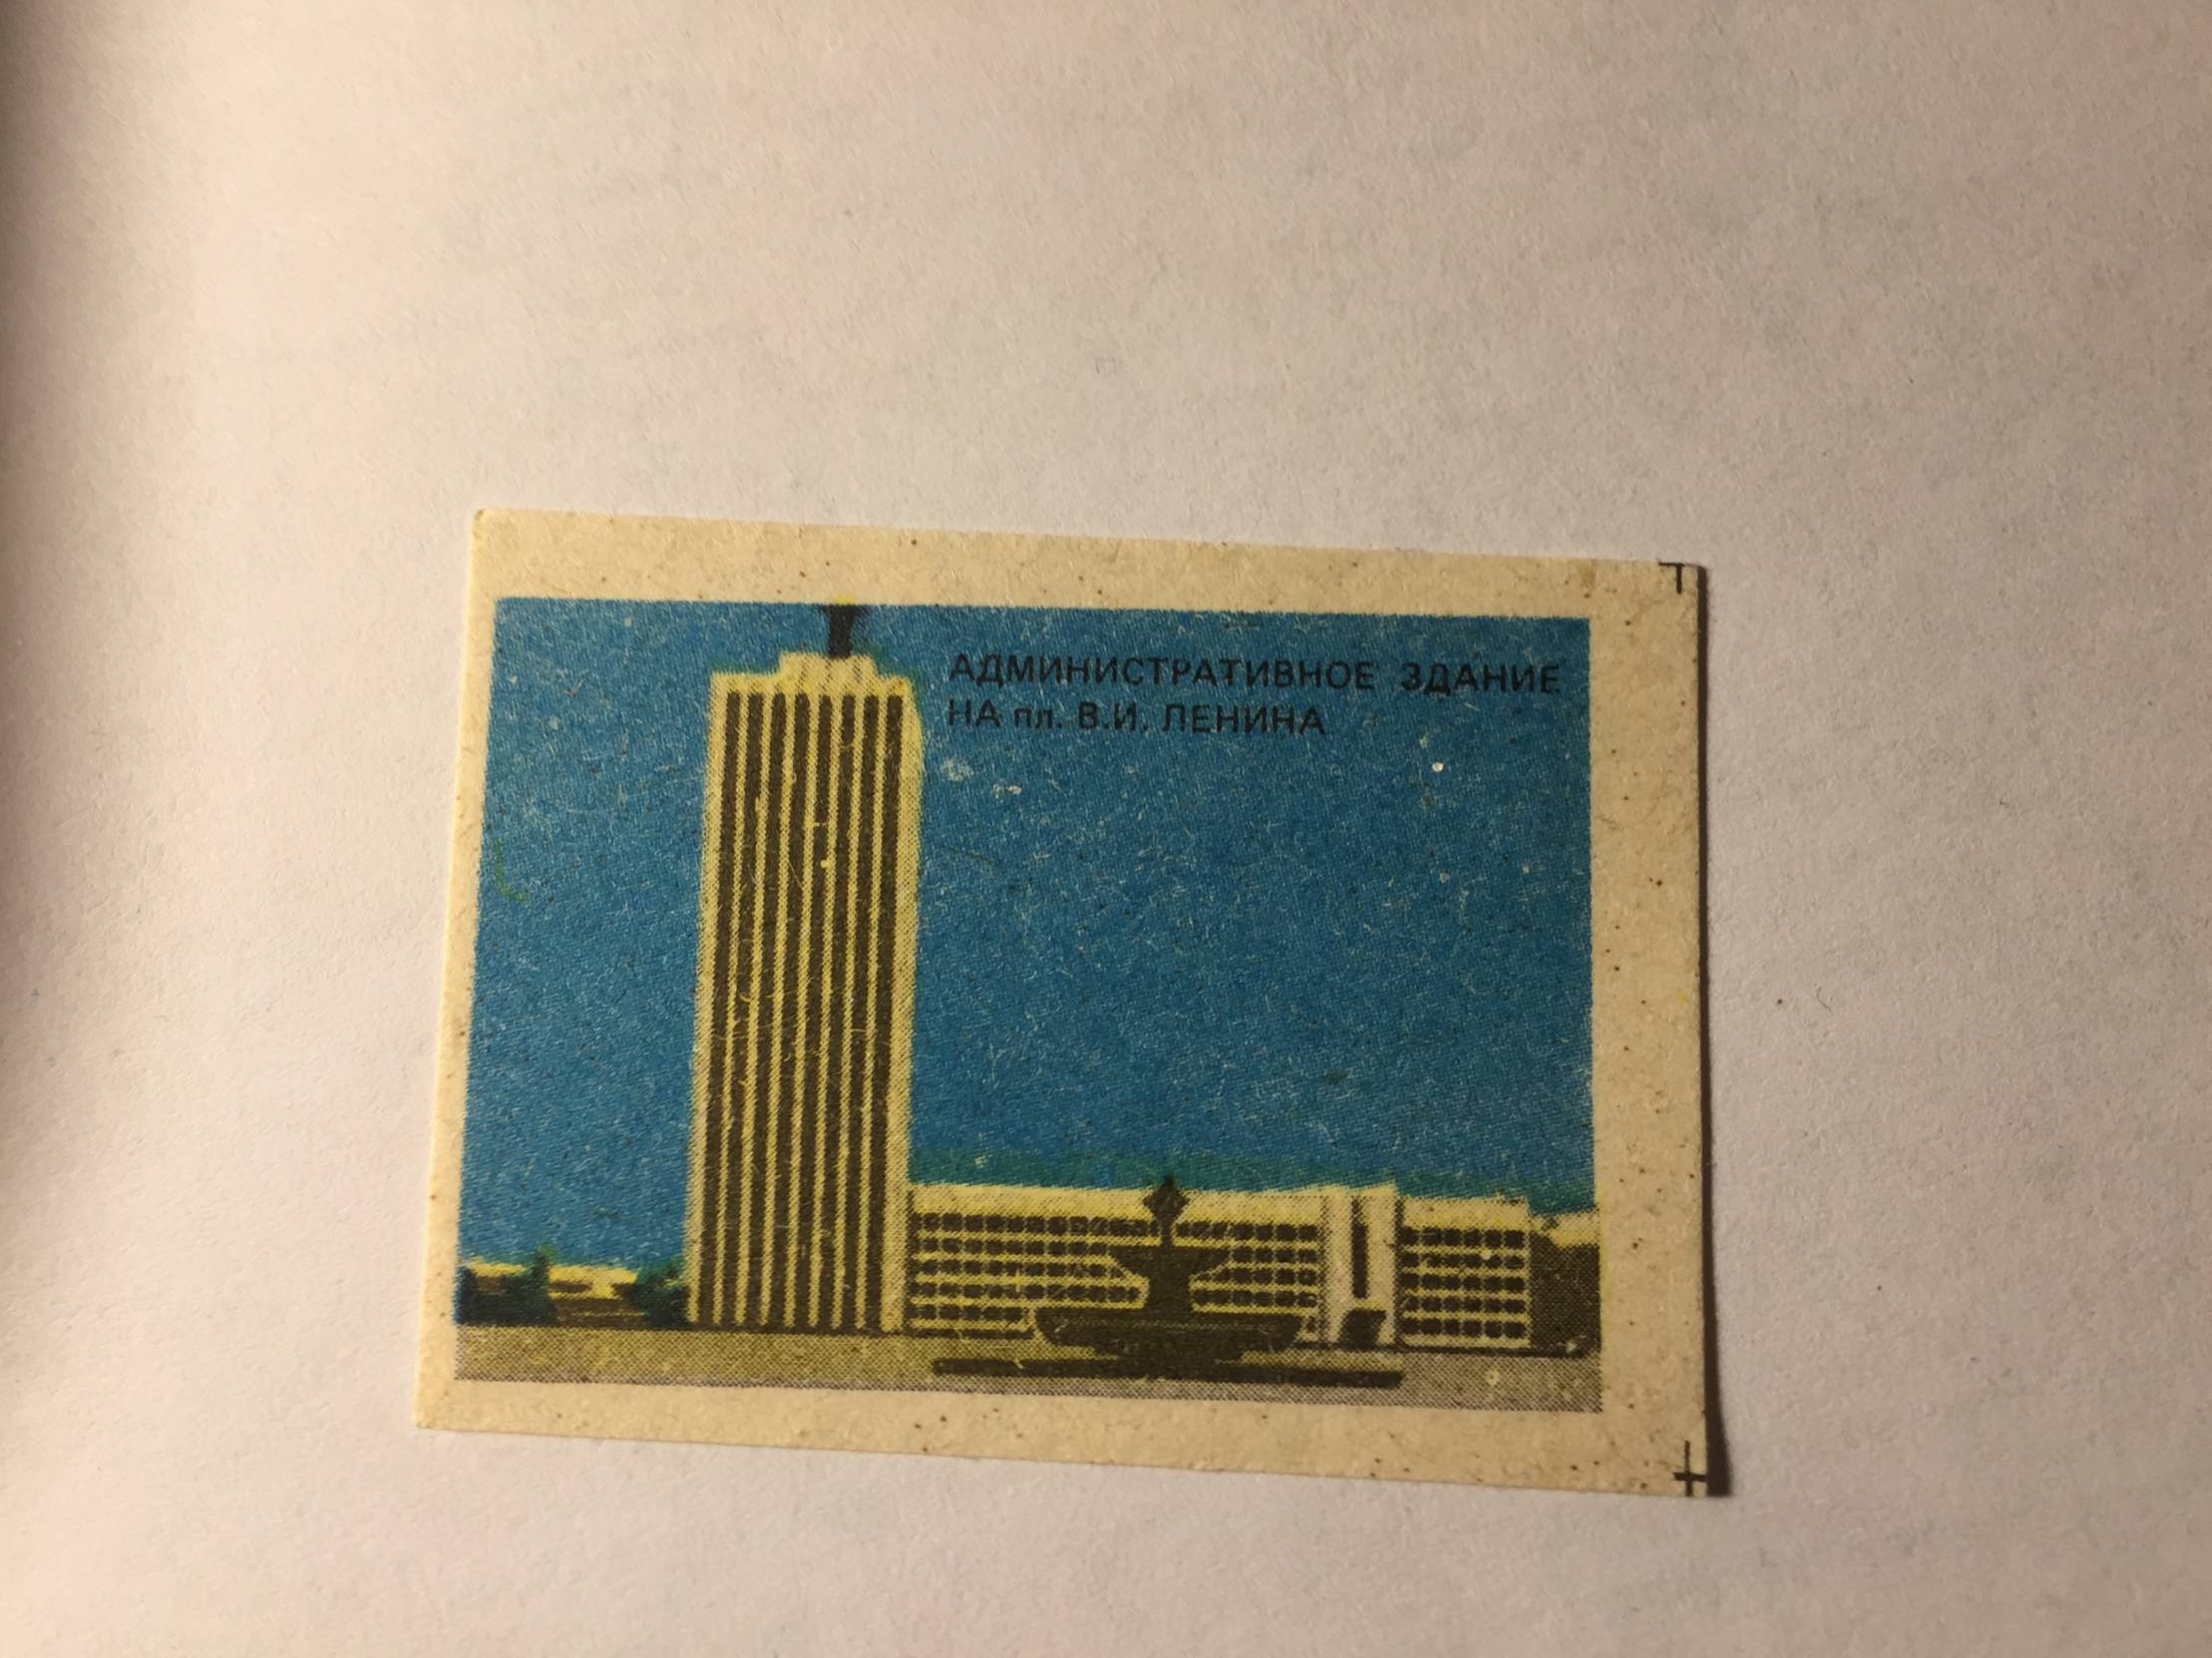 АДМИНИСТРАТИВНОЕ ЗДАНИЕ
НА пл. В.И. ЛЕНИНА